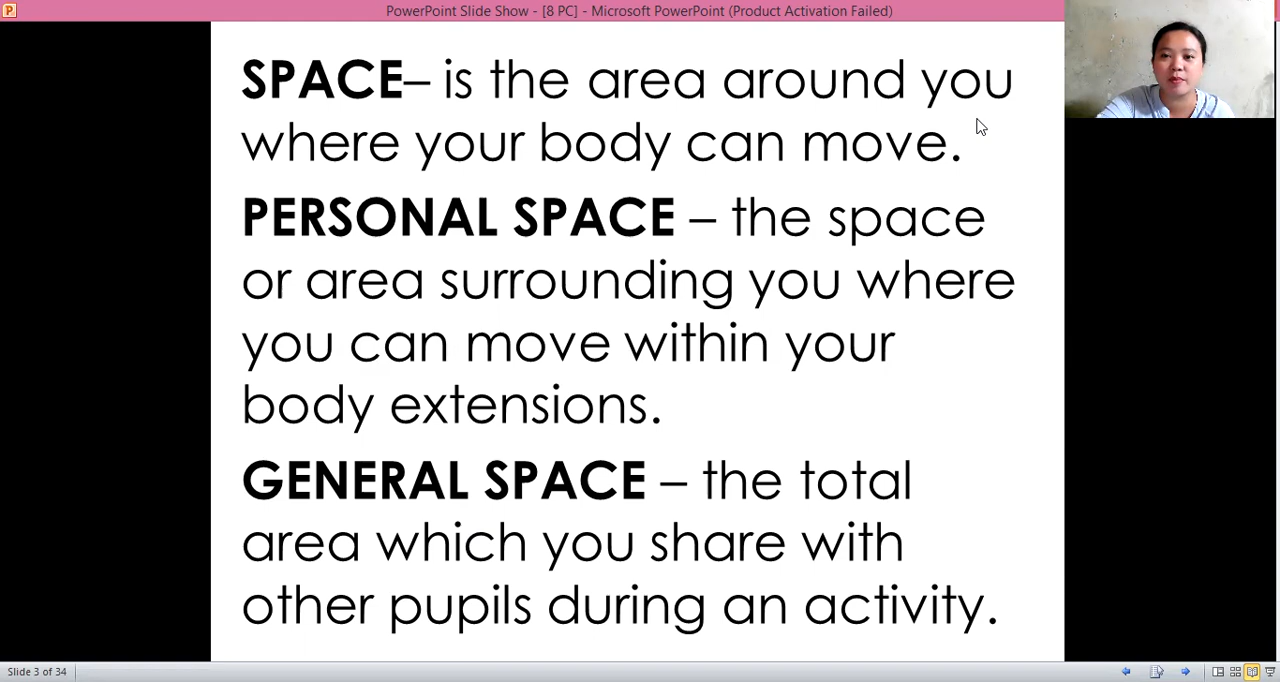 PowerPoint Slide Show - [8 PC] - Microsoft PowerPoint (Product Activation Failed)
SPACE– is the area around you
where your body can move.
PERSONAL SPACE – the space
or area surrounding you where
you can move within your
body extensions.
GENERAL SPACE – the total
area which you share with
other pupils during an activity.
Slide 3 of 34